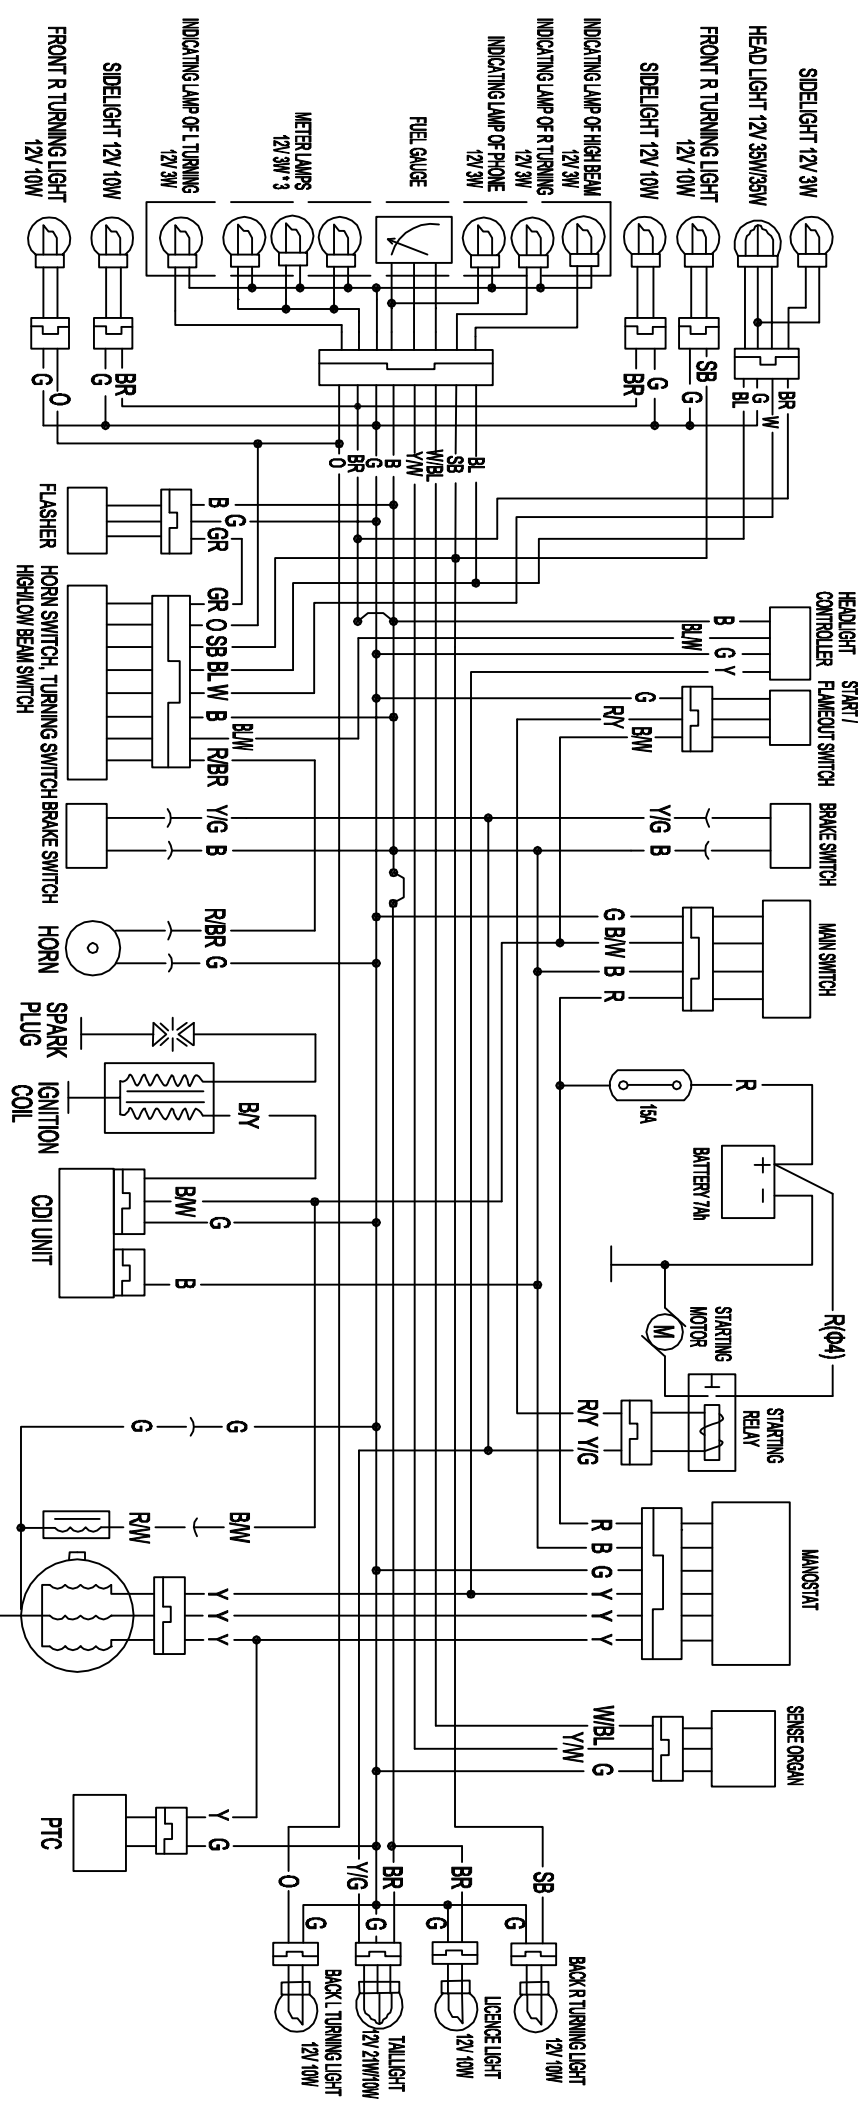 FRONT R TURNING LIGHT
12V 10W
SIDELIGHT 12V 10W
INDICATING LAMP OF L TURNING
12V 3W
METER LAMPS
12V 3W * 3
FUEL GAUGE
INDICATING LAMP OF PHONE
12V 3W
INDICATING LAMP OF R TURNING
12V 3W
INDICATING LAMP OF HIGH BEAM
12V 3W
SIDELIGHT 12V 10W
FRONT R TURNING LIGHT
12V 10W
HEAD LIGHT 12V 35W/35W
SIDELIGHT 12V 3W
G
O
G
BR
BR
G
G
SB
BL
G
W
BR
O
BR
G
B
Y/W
W/BL
SB
BL
FLASHER
B
G
GR
HORN SWITCH, TURNING SWITCH
HIGH/LOW BEAM SWITCH
GR
O
SB
BL
W
B
BL/W
R/BR
HEADLIGHT
CONTROLLER
B
BL/W
G
Y
START /
FLAMEOUT SWITCH
G
R/Y
B/W
BRAKE SWITCH
Y/G
B
Y/G
B
BRAKE SWITCH
HORN
R/BR
G
MAIN SWITCH
G
B/W
B
R
SPARK
PLUG
IGNITION
COIL
B/Y
15A
R
BATTERY 7Ah
+
−
CDI UNIT
B/W
G
B
STARTING
MOTOR
M
R(Φ4)
STARTING
RELAY
R/Y
Y/G
G
G
R/W
B/W
MANOSTAT
R
B
G
Y
Y
Y
Y
Y
Y
SENSE ORGAN
W/BL
Y/W
G
PTC
Y
G
O
Y/G
BR
BR
SB
G
G
G
G
BACK L TURNING LIGHT
12V 10W
TAILLIGHT
12V 21W/10W
LICENCE LIGHT
12V 10W
BACK R TURNING LIGHT
12V 10W